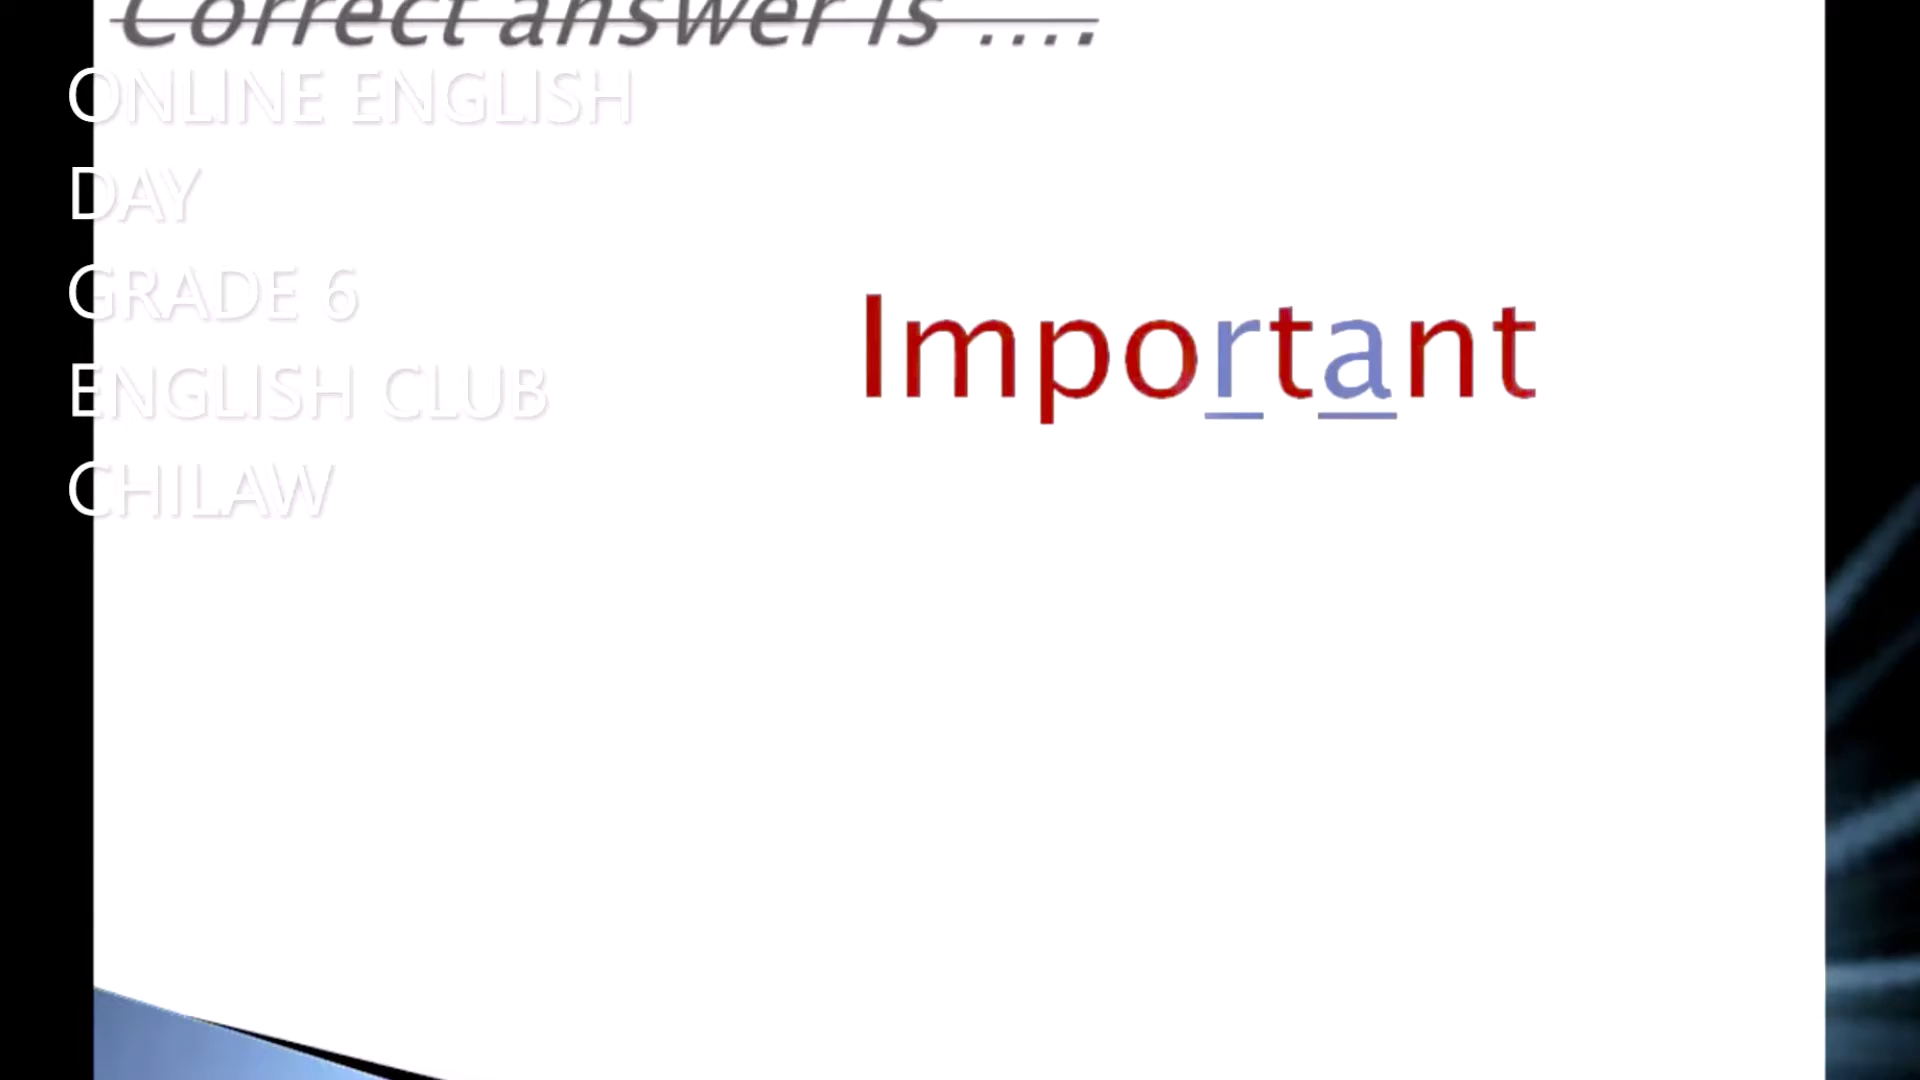 Correct answer is ....
ONLINE ENGLISH
DAY
GRADE 6
ENGLISH CLUB
CHILAW
Important